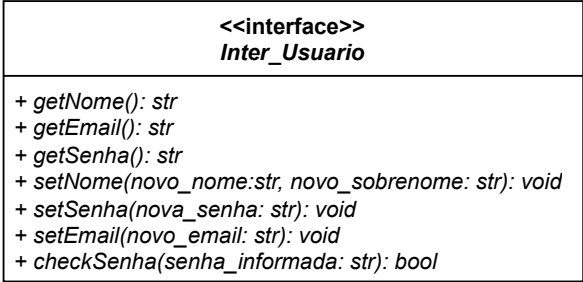 <<interface>>
Inter_Usuario
+ getNome(): str
+ getEmail(): str
+ getSenha(): str
+ setNome(novo_nome:str, novo_sobrenome: str): void
+ setSenha(nova_senha: str): void
+ setEmail(novo_email: str): void
+ checkSenha(senha_informada: str): bool